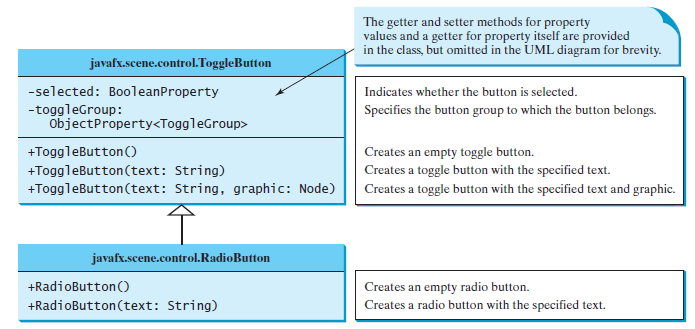 The getter and setter methods for property
values and a getter for property itself are provided
in the class, but omitted in the UML diagram for brevity.
javafx.scene.control.ToggleButton
-selected: BooleanProperty
-toggleGroup:
ObjectProperty<ToggleGroup>
Indicates whether the button is selected.
Specifies the button group to which the button belongs.
+ToggleButton()
+ToggleButton(text: String)
+ToggleButton(text: String, graphic: Node)
Creates an empty toggle button.
Creates a toggle button with the specified text.
Creates a toggle button with the specified text and graphic.
javafx.scene.control.RadioButton
+RadioButton()
+RadioButton(text: String)
Creates an empty radio button.
Creates a radio button with the specified text.